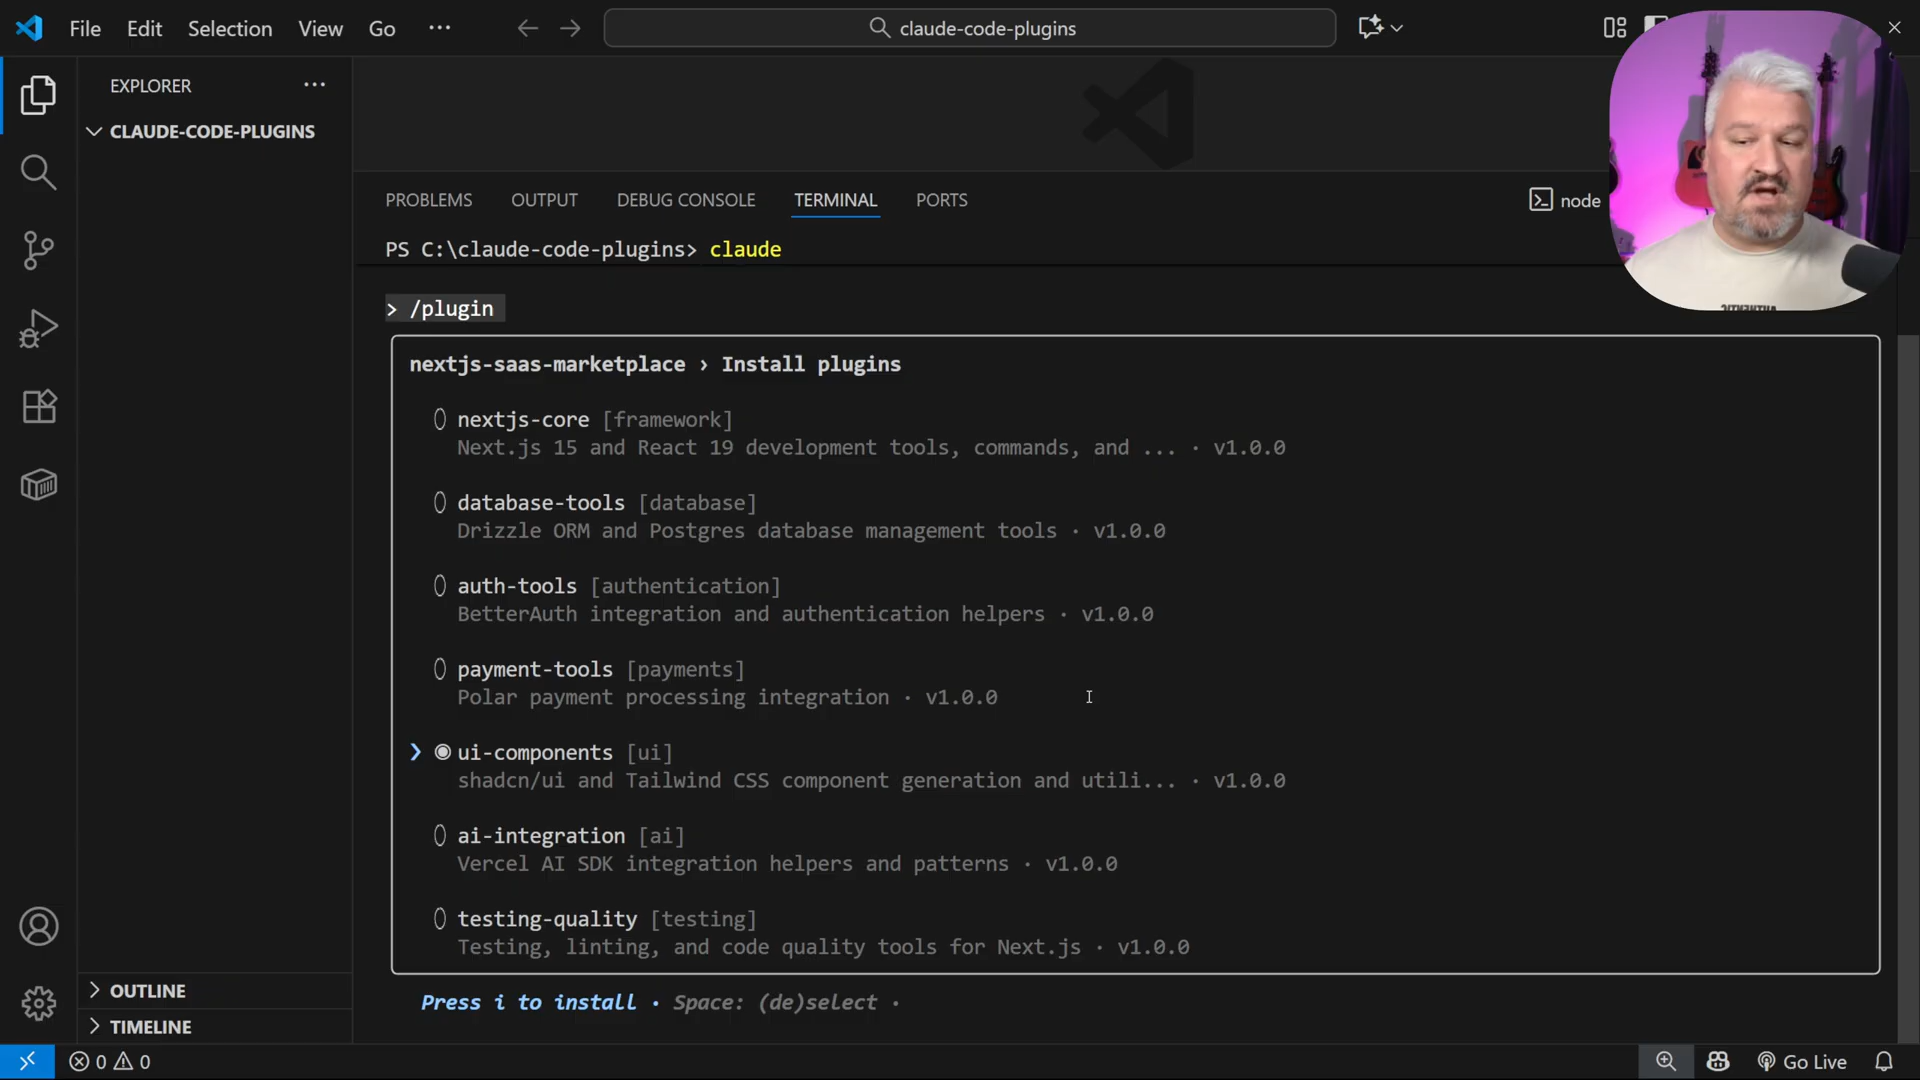 File Edit Selection View Go ···
claude-code-plugins
EXPLORER ···
CLAUDE-CODE-PLUGINS
PROBLEMS OUTPUT DEBUG CONSOLE TERMINAL PORTS
node
PS C:\claude-code-plugins> claude
> /plugin
nextjs-saas-marketplace › Install plugins
nextjs-core [framework]
Next.js 15 and React 19 development tools, commands, and ... · v1.0.0
database-tools [database]
Drizzle ORM and Postgres database management tools · v1.0.0
auth-tools [authentication]
BetterAuth integration and authentication helpers · v1.0.0
payment-tools [payments]
Polar payment processing integration · v1.0.0
❯ ◉ ui-components [ui]
shadcn/ui and Tailwind CSS component generation and utili... · v1.0.0
ai-integration [ai]
Vercel AI SDK integration helpers and patterns · v1.0.0
testing-quality [testing]
Testing, linting, and code quality tools for Next.js · v1.0.0
Press i to install · Space: (de)select ·
OUTLINE
TIMELINE
0 0
Go Live